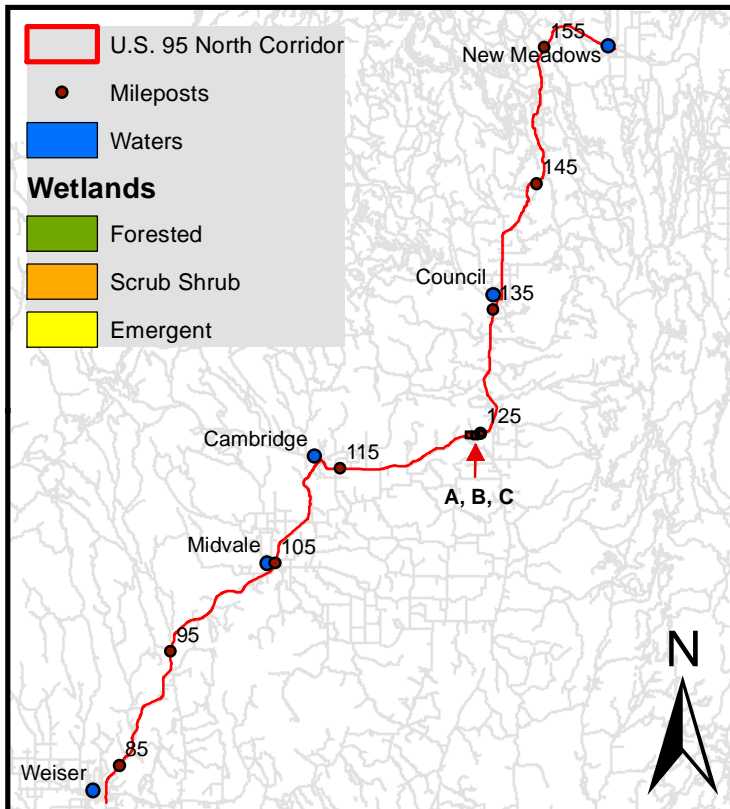 U.S. 95 North Corridor
Mileposts
Waters
Wetlands
Forested
Scrub Shrub
Emergent
155
New Meadows
145
Council
135
125
Cambridge
115
A, B, C
Midvale
105
95
N
85
Weiser